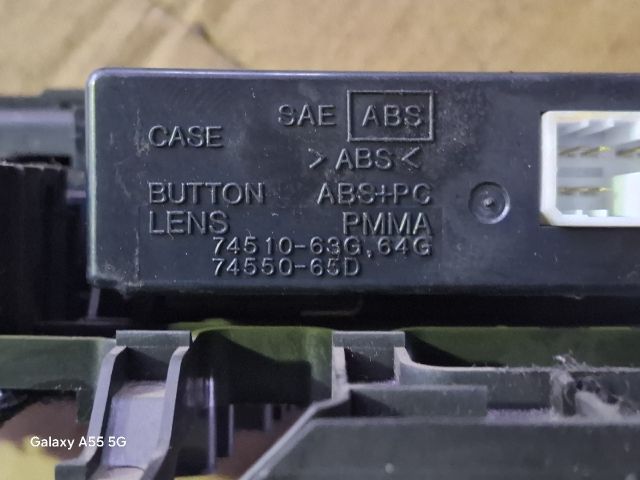 SAE ABS
CASE
>ABS<
BUTTON ABS+PC
LENS PMMA
74510-63G,64G
74550-65D
Galaxy A55 5G